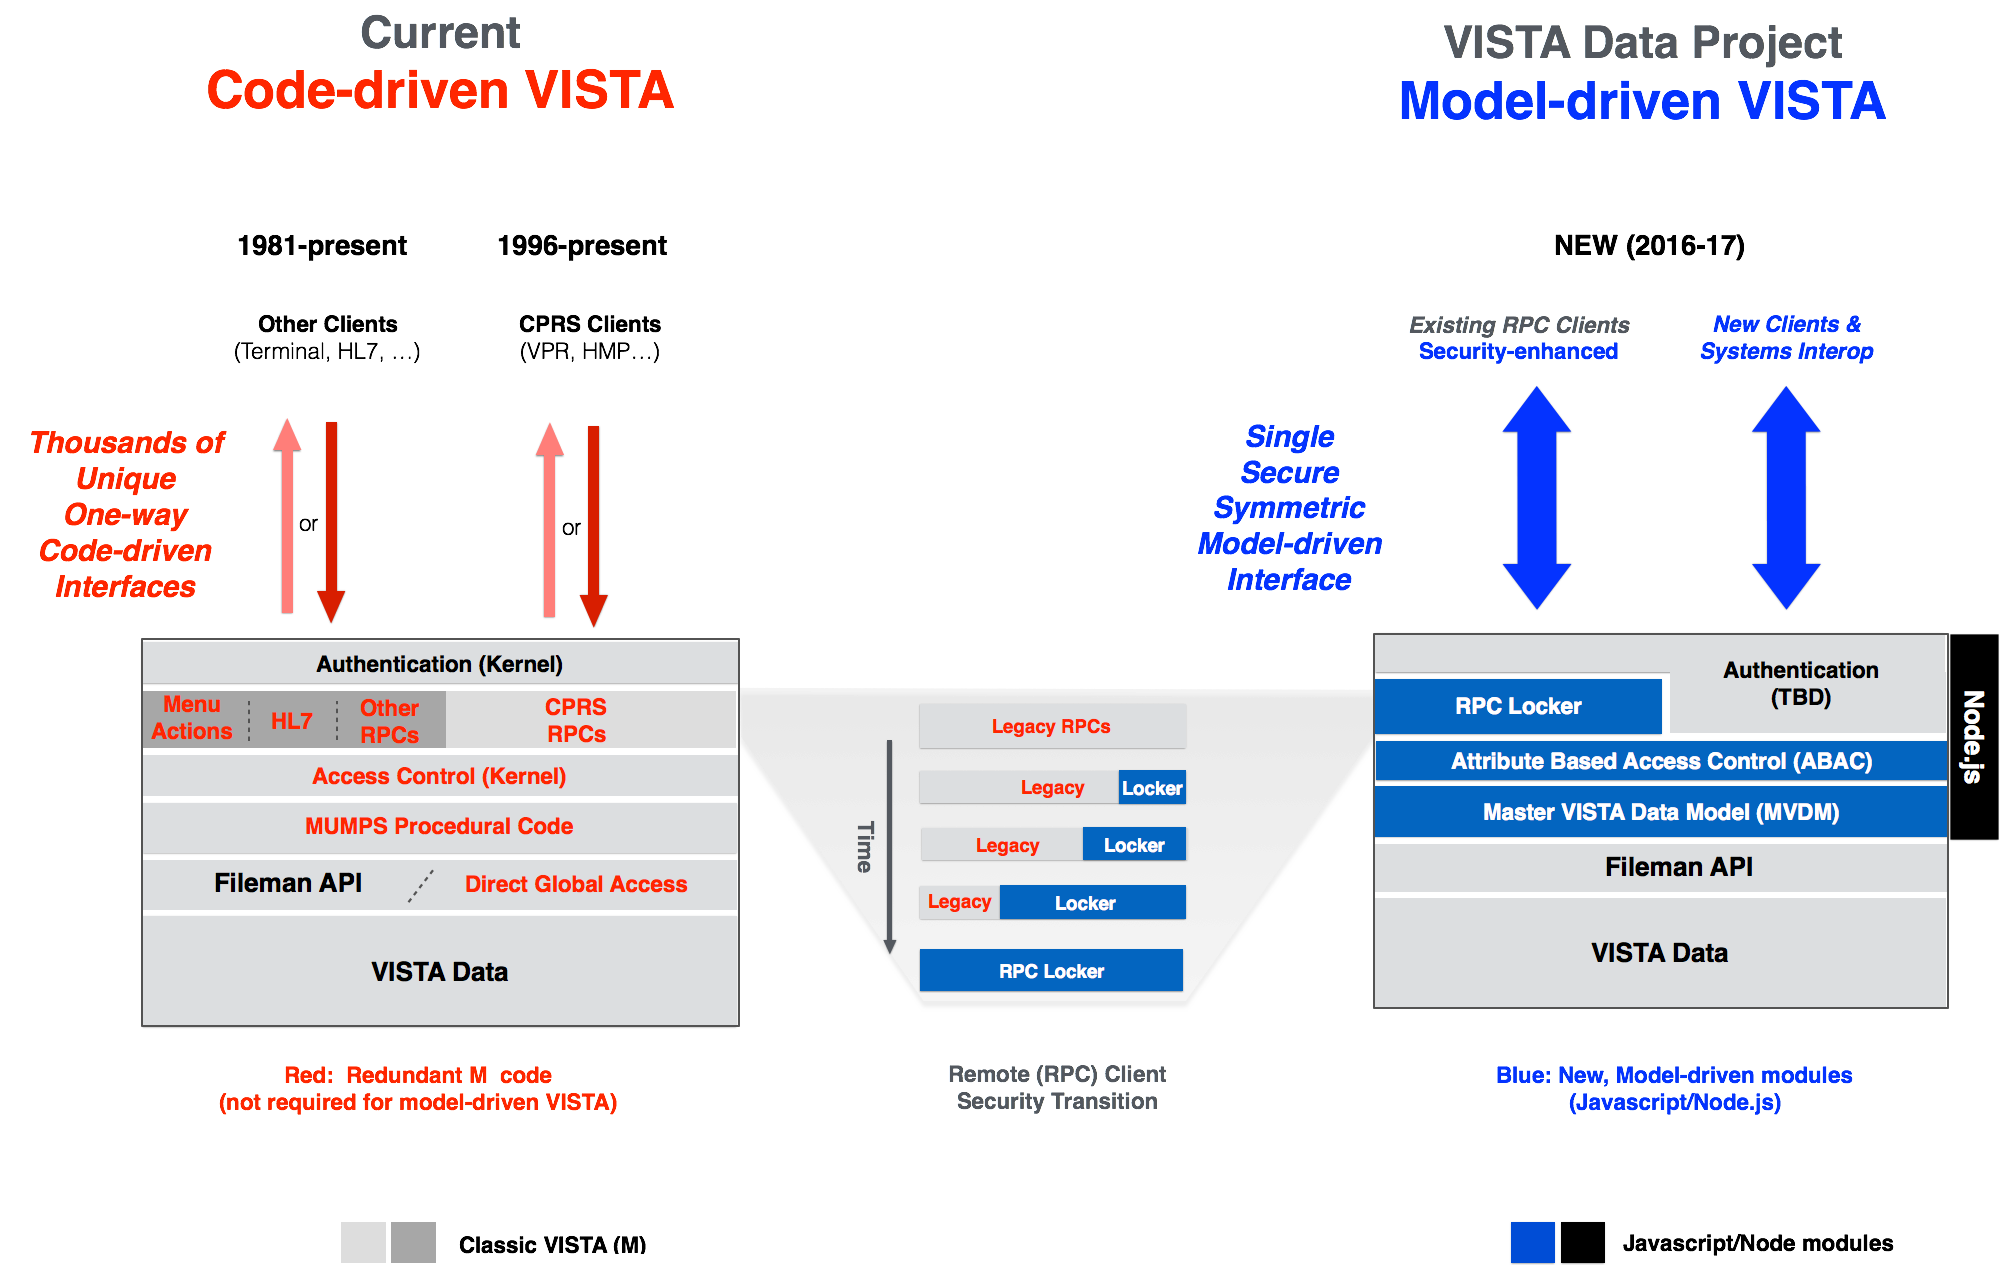 Current
Code-driven VISTA
VISTA Data Project
Model-driven VISTA
1981-present
1996-present
NEW (2016-17)
Other Clients
(Terminal, HL7, ...)
CPRS Clients
(VPR, HMP...)
Existing RPC Clients
Security-enhanced
New Clients &
Systems Interop
Thousands of
Unique
One-way
Code-driven
Interfaces
or
or
Single
Secure
Symmetric
Model-driven
Interface
Authentication (Kernel)
Menu
Actions
HL7
Other
RPCs
CPRS
RPCs
Access Control (Kernel)
MUMPS Procedural Code
Fileman API
Direct Global Access
VISTA Data
Time
Legacy RPCs
Legacy
Locker
Legacy
Locker
Legacy
Locker
RPC Locker
Authentication
(TBD)
RPC Locker
Attribute Based Access Control (ABAC)
Master VISTA Data Model (MVDM)
Fileman API
VISTA Data
Node.js
Red: Redundant M code
(not required for model-driven VISTA)
Remote (RPC) Client
Security Transition
Blue: New, Model-driven modules
(Javascript/Node.js)
Classic VISTA (M)
Javascript/Node modules